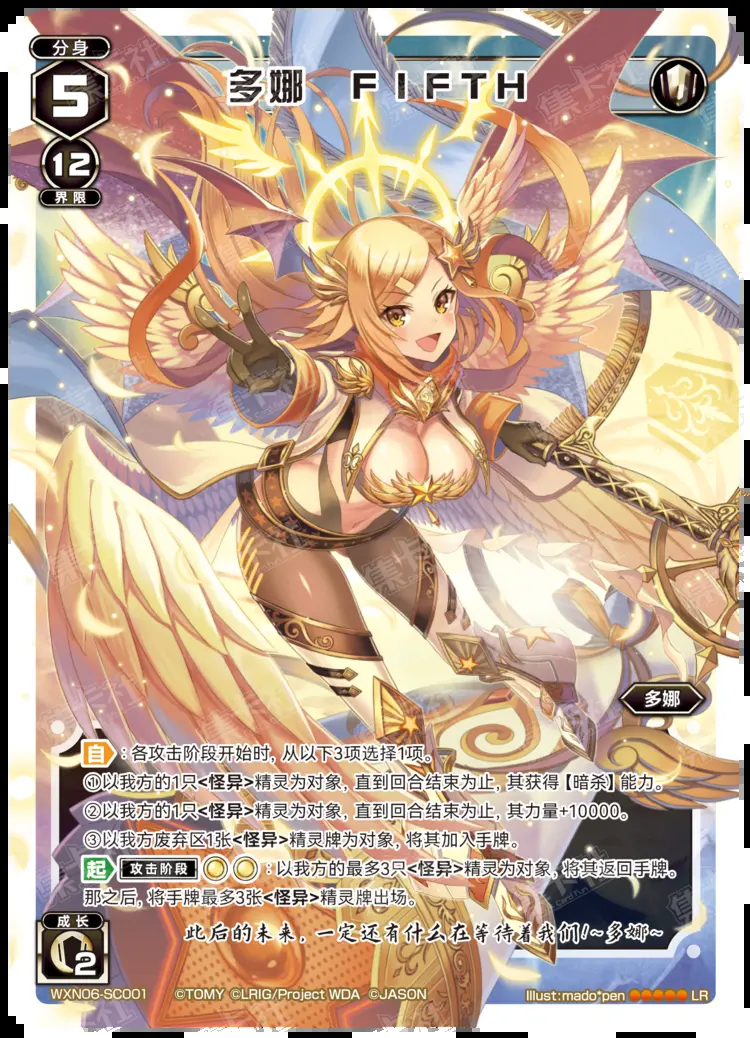 分身
5
多娜 FIFTH
12
界限
多娜
自:各攻击阶段开始时, 从以下3项选择1项。
①以我方的1只<怪异>精灵为对象, 直到回合结束为止, 其获得【暗杀】能力。
②以我方的1只<怪异>精灵为对象, 直到回合结束为止, 其力量+10000。
③以我方废弃区1张<怪异>精灵牌为对象, 将其加入手牌。
起 攻击阶段 :以我方的最多3只<怪异>精灵为对象, 将其返回手牌。
那之后, 将手牌最多3张<怪异>精灵牌出场。
此后的未来, 一定还有什么在等待着我们!~多娜~
成长
2
WXN06-SC001 ©TOMY ©LRIG/Project WDA ©JASON Illust:mado*pen LR
集卡社